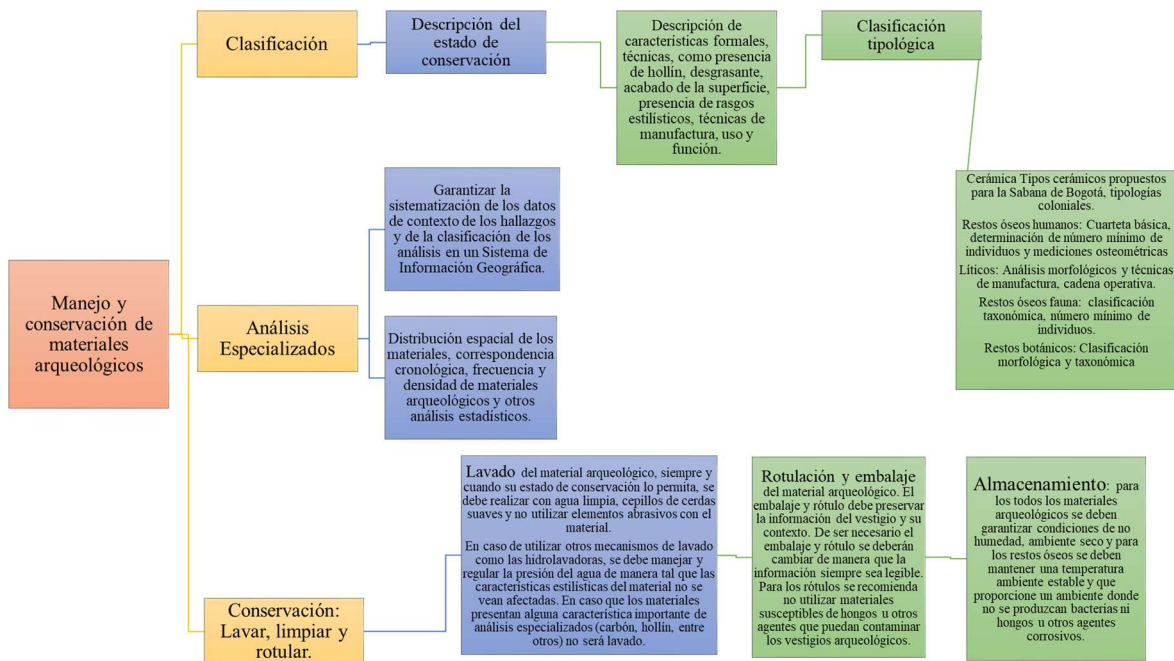 Manejo y
conservación de
materiales
arqueológicos
Clasificación
Descripción del
estado de
conservación
Descripción de
características formales,
técnicas, como presencia
de hollín, desgrasante,
acabado de la superficie,
presencia de rasgos
estilísticos, técnicas de
manufactura, uso y
función.
Clasificación
tipológica
Cerámica Tipos cerámicos propuestos
para la Sabana de Bogotá, tipologías
coloniales.
Restos óseos humanos: Cuarteta básica,
determinación de número mínimo de
individuos y mediciones osteométricas
Líticos: Análisis morfológicos y técnicas
de manufactura, cadena operativa.
Restos óseos fauna: clasificación
taxonómica, número mínimo de
individuos.
Restos botánicos: Clasificación
morfológica y taxonómica
Análisis
Especializados
Garantizar la
sistematización de los datos
de contexto de los hallazgos
y de la clasificación de los
análisis en un Sistema de
Información Geográfica.
Distribución espacial de los
materiales, correspondencia
cronológica, frecuencia y
densidad de materiales
arqueológicos y otros
análisis estadísticos.
Conservación:
Lavar, limpiar y
rotular.
Lavado del material arqueológico, siempre y
cuando su estado de conservación lo permita, se
debe realizar con agua limpia, cepillos de cerdas
suaves y no utilizar elementos abrasivos con el
material.
En caso de utilizar otros mecanismos de lavado
como las hidrolavadoras, se debe manejar y
regular la presión del agua de manera tal que las
características estilísticas del material no se
vean afectadas. En caso que los materiales
presentan alguna característica importante de
análisis especializados (carbón, hollín, entre
otros) no será lavado.
Rotulación y embalaje
del material arqueológico. El
embalaje y rótulo debe preservar
la información del vestigio y su
contexto. De ser necesario el
embalaje y rótulo se deberán
cambiar de manera que la
información siempre sea legible.
Para los rótulos se recomienda
no utilizar materiales
susceptibles de hongos u otros
agentes que puedan contaminar
los vestigios arqueológicos.
Almacenamiento: para
los todos los materiales
arqueológicos se deben
garantizar condiciones de no
humedad, ambiente seco y para
los restos óseos se deben
mantener una temperatura
ambiente estable y que
proporcione un ambiente donde
no se produzcan bacterias ni
hongos u otros agentes
corrosivos.